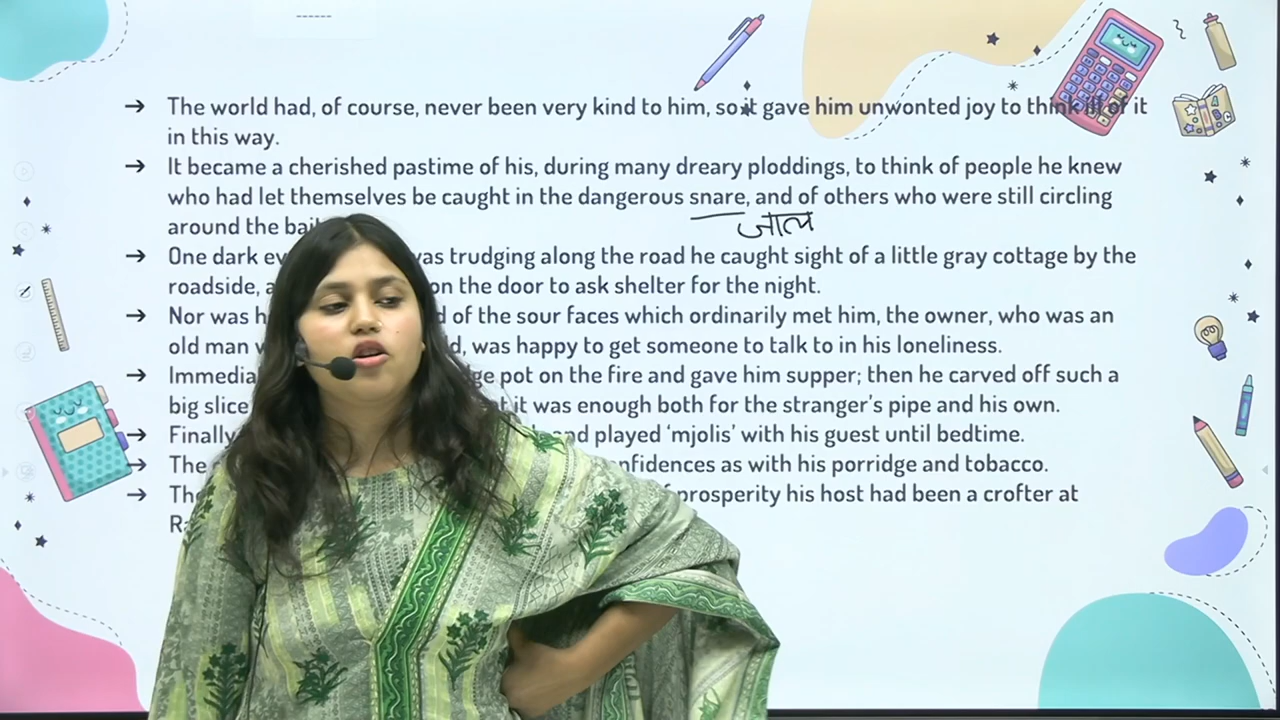 ------
→ The world had, of course, never been very kind to him, so it gave him unwonted joy to think ill of it
in this way.
→ It became a cherished pastime of his, during many dreary ploddings, to think of people he knew
who had let themselves be caught in the dangerous snare, and of others who were still circling
जाल
around the bait
→ One dark ev was trudging along the road he caught sight of a little gray cottage by the
roadside, a on the door to ask shelter for the night.
→ Nor was h d of the sour faces which ordinarily met him, the owner, who was an
old man w ld, was happy to get someone to talk to in his loneliness.
→ Immedia ge pot on the fire and gave him supper; then he carved off such a
big slice t it was enough both for the stranger's pipe and his own.
→ Finally and played 'mjolis' with his guest until bedtime.
→ The nfidences as with his porridge and tobacco.
→ The f prosperity his host had been a crofter at
Ra